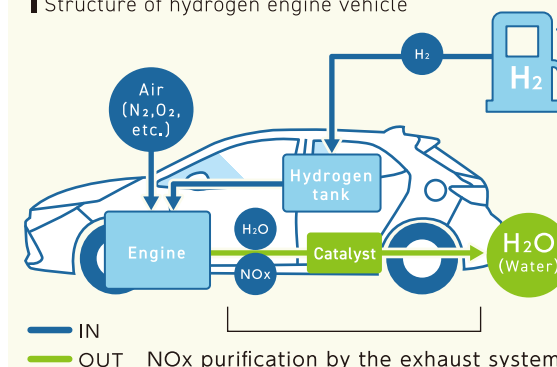 Structure of hydrogen engine vehicle
H₂
H₂
Air
(N₂,O₂,
etc.)
Hydrogen
tank
H₂O
Engine
Catalyst
NOx
H₂O
(Water)
IN
OUT
NOx purification by the exhaust system